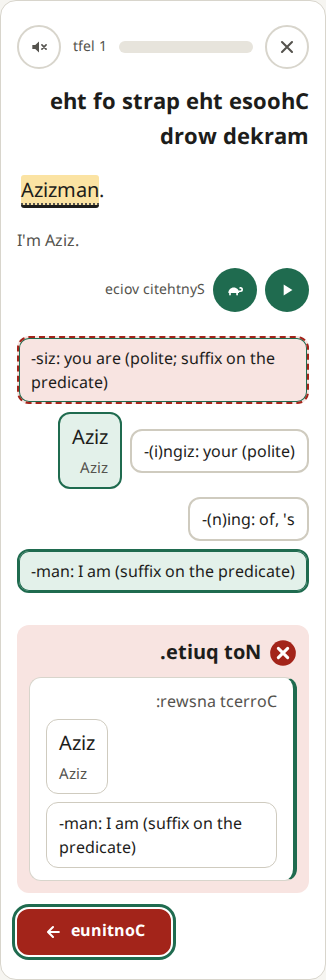 tfel 1
eht fo strap eht esoohC
drow dekram
Azizman.
I'm Aziz.
eciov citehtnyS
-siz: you are (polite; suffix on the
predicate)
Aziz
Aziz
-(i)ngiz: your (polite)
-(n)ing: of, 's
-man: I am (suffix on the predicate)
.etiuq toN
:rewsna tcerroC
Aziz
Aziz
-man: I am (suffix on the
predicate)
← eunitnoC